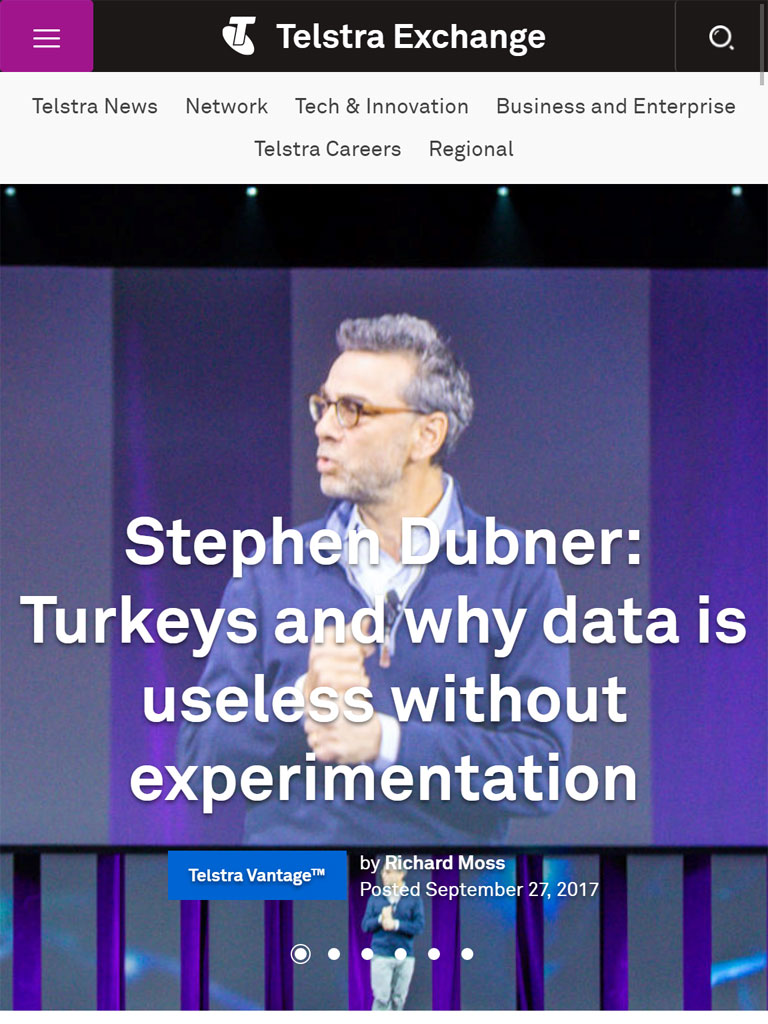 Telstra Exchange
Telstra News Network Tech & Innovation Business and Enterprise
Telstra Careers Regional
Stephen Dubner:
Turkeys and why data is
useless without
experimentation
Telstra Vantage™
by Richard Moss
Posted September 27, 2017